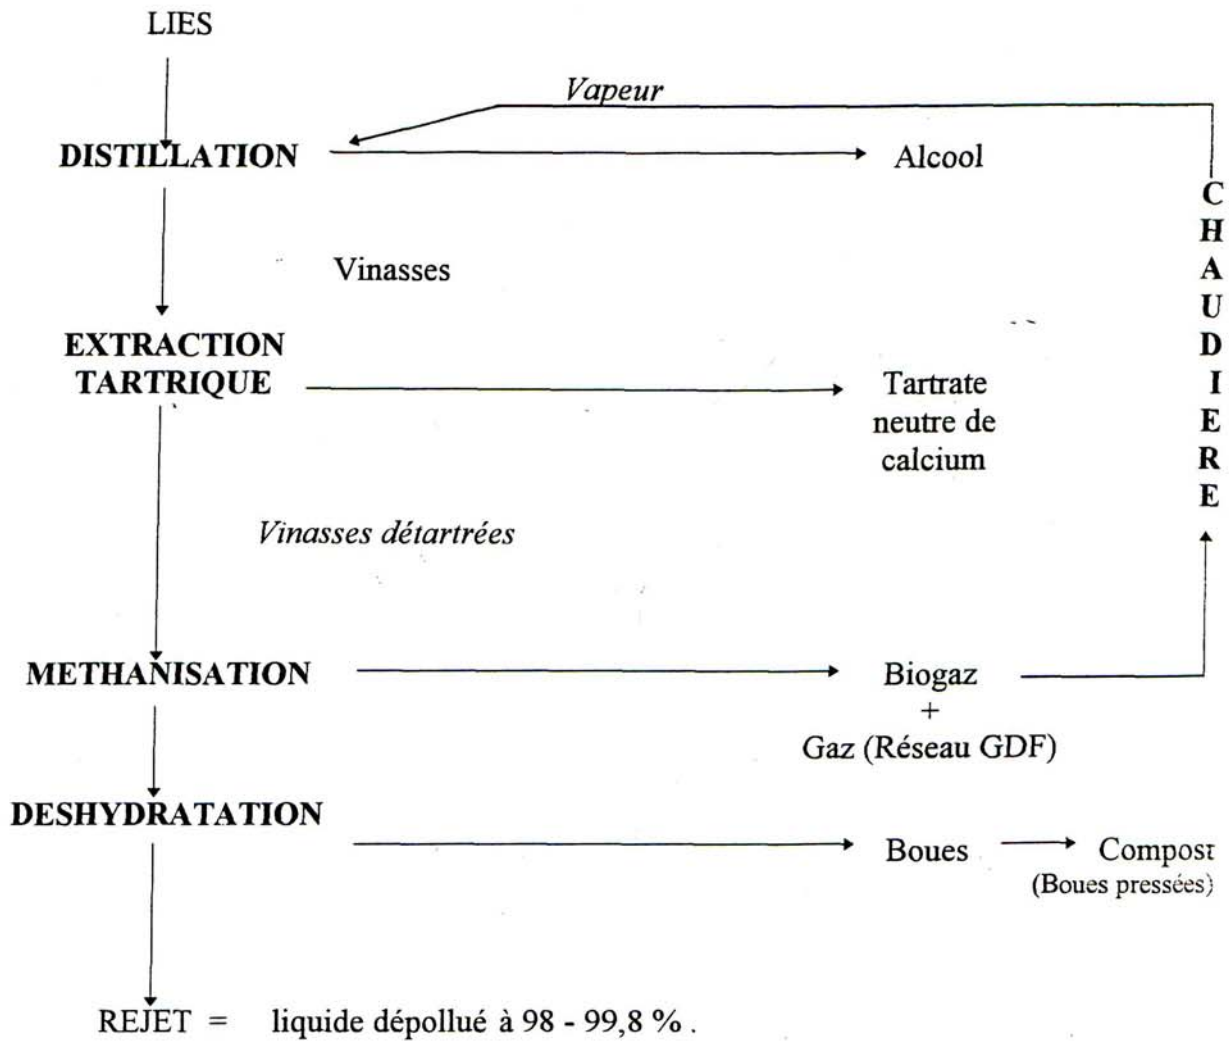 LIES
Vapeur
DISTILLATION
Alcool
CHAUDIERE
Vinasses
EXTRACTION
TARTRIQUE
Tartrate
neutre de
calcium
Vinasses détartrées
METHANISATION
Biogaz
+
Gaz (Réseau GDF)
DESHYDRATATION
Boues
Compost
(Boues pressées)
REJET = liquide dépollué à 98 - 99,8 % .